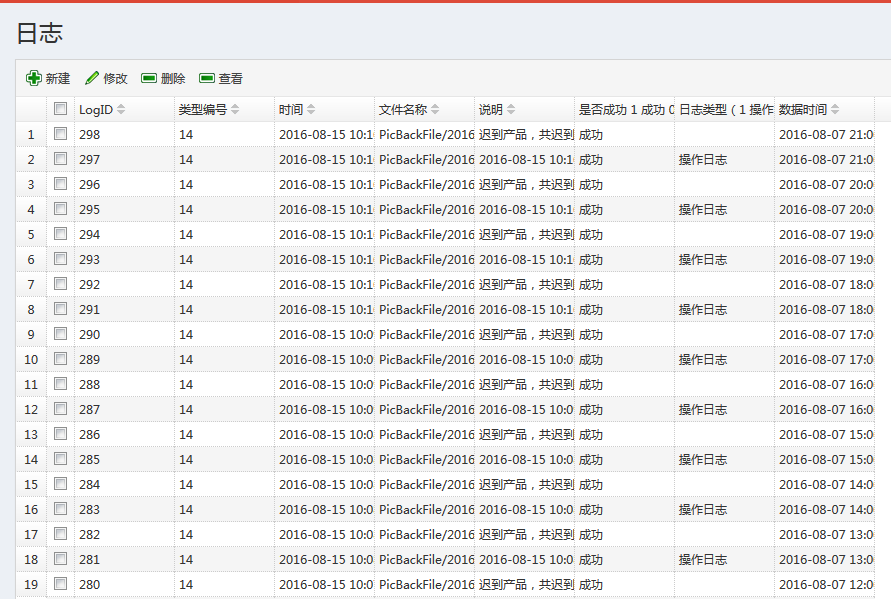 日志
新建 修改 删除 查看
LogID 类型编号 时间 文件名称 说明 是否成功 1 成功 0 日志类型（1 操作 数据时间
1 298 14 2016-08-15 10:1 PicBackFile/2016 迟到产品，共迟到 成功 2016-08-07 21:0
2 297 14 2016-08-15 10:1 PicBackFile/2016 2016-08-15 10:1 成功 操作日志 2016-08-07 21:0
3 296 14 2016-08-15 10:1 PicBackFile/2016 迟到产品，共迟到 成功 2016-08-07 20:0
4 295 14 2016-08-15 10:1 PicBackFile/2016 2016-08-15 10:1 成功 操作日志 2016-08-07 20:0
5 294 14 2016-08-15 10:1 PicBackFile/2016 迟到产品，共迟到 成功 2016-08-07 19:0
6 293 14 2016-08-15 10:1 PicBackFile/2016 2016-08-15 10:1 成功 操作日志 2016-08-07 19:0
7 292 14 2016-08-15 10:1 PicBackFile/2016 迟到产品，共迟到 成功 2016-08-07 18:0
8 291 14 2016-08-15 10:1 PicBackFile/2016 2016-08-15 10:1 成功 操作日志 2016-08-07 18:0
9 290 14 2016-08-15 10:0 PicBackFile/2016 迟到产品，共迟到 成功 2016-08-07 17:0
10 289 14 2016-08-15 10:0 PicBackFile/2016 2016-08-15 10:0 成功 操作日志 2016-08-07 17:0
11 288 14 2016-08-15 10:0 PicBackFile/2016 迟到产品，共迟到 成功 2016-08-07 16:0
12 287 14 2016-08-15 10:0 PicBackFile/2016 2016-08-15 10:0 成功 操作日志 2016-08-07 16:0
13 286 14 2016-08-15 10:0 PicBackFile/2016 迟到产品，共迟到 成功 2016-08-07 15:0
14 285 14 2016-08-15 10:0 PicBackFile/2016 2016-08-15 10:0 成功 操作日志 2016-08-07 15:0
15 284 14 2016-08-15 10:0 PicBackFile/2016 迟到产品，共迟到 成功 2016-08-07 14:0
16 283 14 2016-08-15 10:0 PicBackFile/2016 2016-08-15 10:0 成功 操作日志 2016-08-07 14:0
17 282 14 2016-08-15 10:0 PicBackFile/2016 迟到产品，共迟到 成功 2016-08-07 13:0
18 281 14 2016-08-15 10:0 PicBackFile/2016 2016-08-15 10:0 成功 操作日志 2016-08-07 13:0
19 280 14 2016-08-15 10:0 PicBackFile/2016 迟到产品，共迟到 成功 2016-08-07 12:0